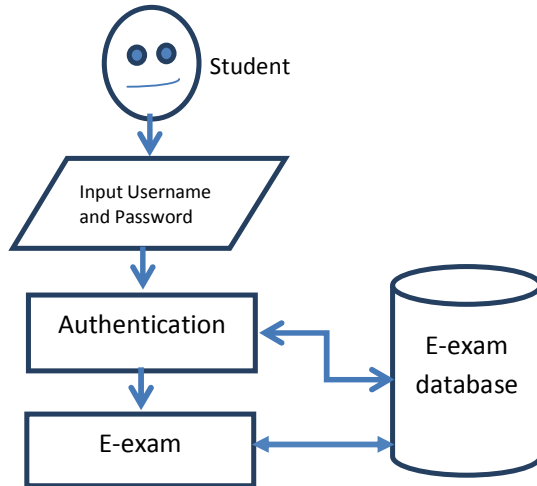 Student
Input Username
and Password
Authentication
E-exam
database
E-exam